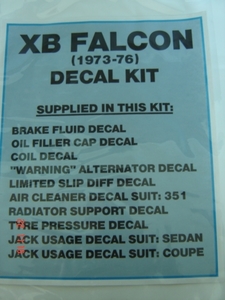 XB FALCON
(1973-76)
DECAL KIT
SUPPLIED IN THIS KIT:
BRAKE FLUID DECAL
OIL FILLER CAP DECAL
COIL DECAL
"WARNING" ALTERNATOR DECAL
LIMITED SLIP DIFF DECAL
AIR CLEANER DECAL SUIT: 351
RADIATOR SUPPORT DECAL
TYRE PRESSURE DECAL
JACK USAGE DECAL SUIT: SEDAN
JACK USAGE DECAL SUIT: COUPE